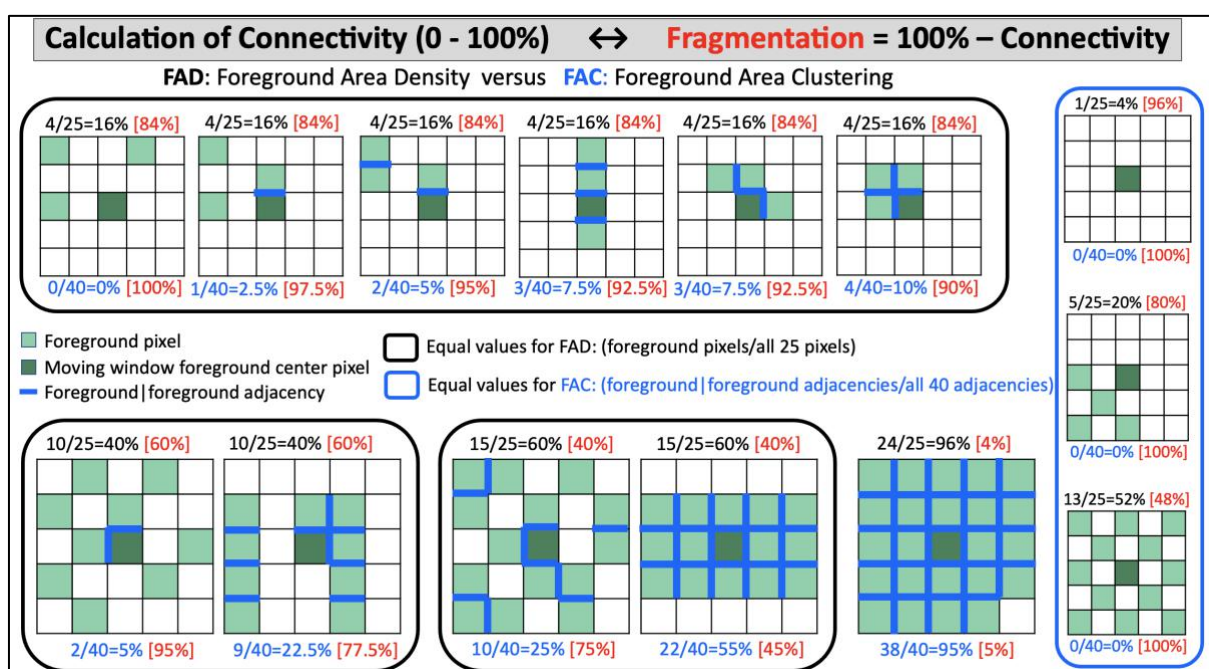 Calculation of Connectivity (0 - 100%) ↔ Fragmentation = 100% – Connectivity
FAD: Foreground Area Density versus FAC: Foreground Area Clustering
4/25=16% [84%] 4/25=16% [84%] 4/25=16% [84%] 4/25=16% [84%] 4/25=16% [84%] 4/25=16% [84%]
0/40=0% [100%] 1/40=2.5% [97.5%] 2/40=5% [95%] 3/40=7.5% [92.5%] 3/40=7.5% [92.5%] 4/40=10% [90%]
1/25=4% [96%]
0/40=0% [100%]
5/25=20% [80%]
0/40=0% [100%]
13/25=52% [48%]
0/40=0% [100%]
Foreground pixel
Moving window foreground center pixel
Foreground|foreground adjacency
Equal values for FAD: (foreground pixels/all 25 pixels)
Equal values for FAC: (foreground|foreground adjacencies/all 40 adjacencies)
10/25=40% [60%] 10/25=40% [60%] 15/25=60% [40%] 15/25=60% [40%] 24/25=96% [4%]
2/40=5% [95%] 9/40=22.5% [77.5%] 10/40=25% [75%] 22/40=55% [45%] 38/40=95% [5%]